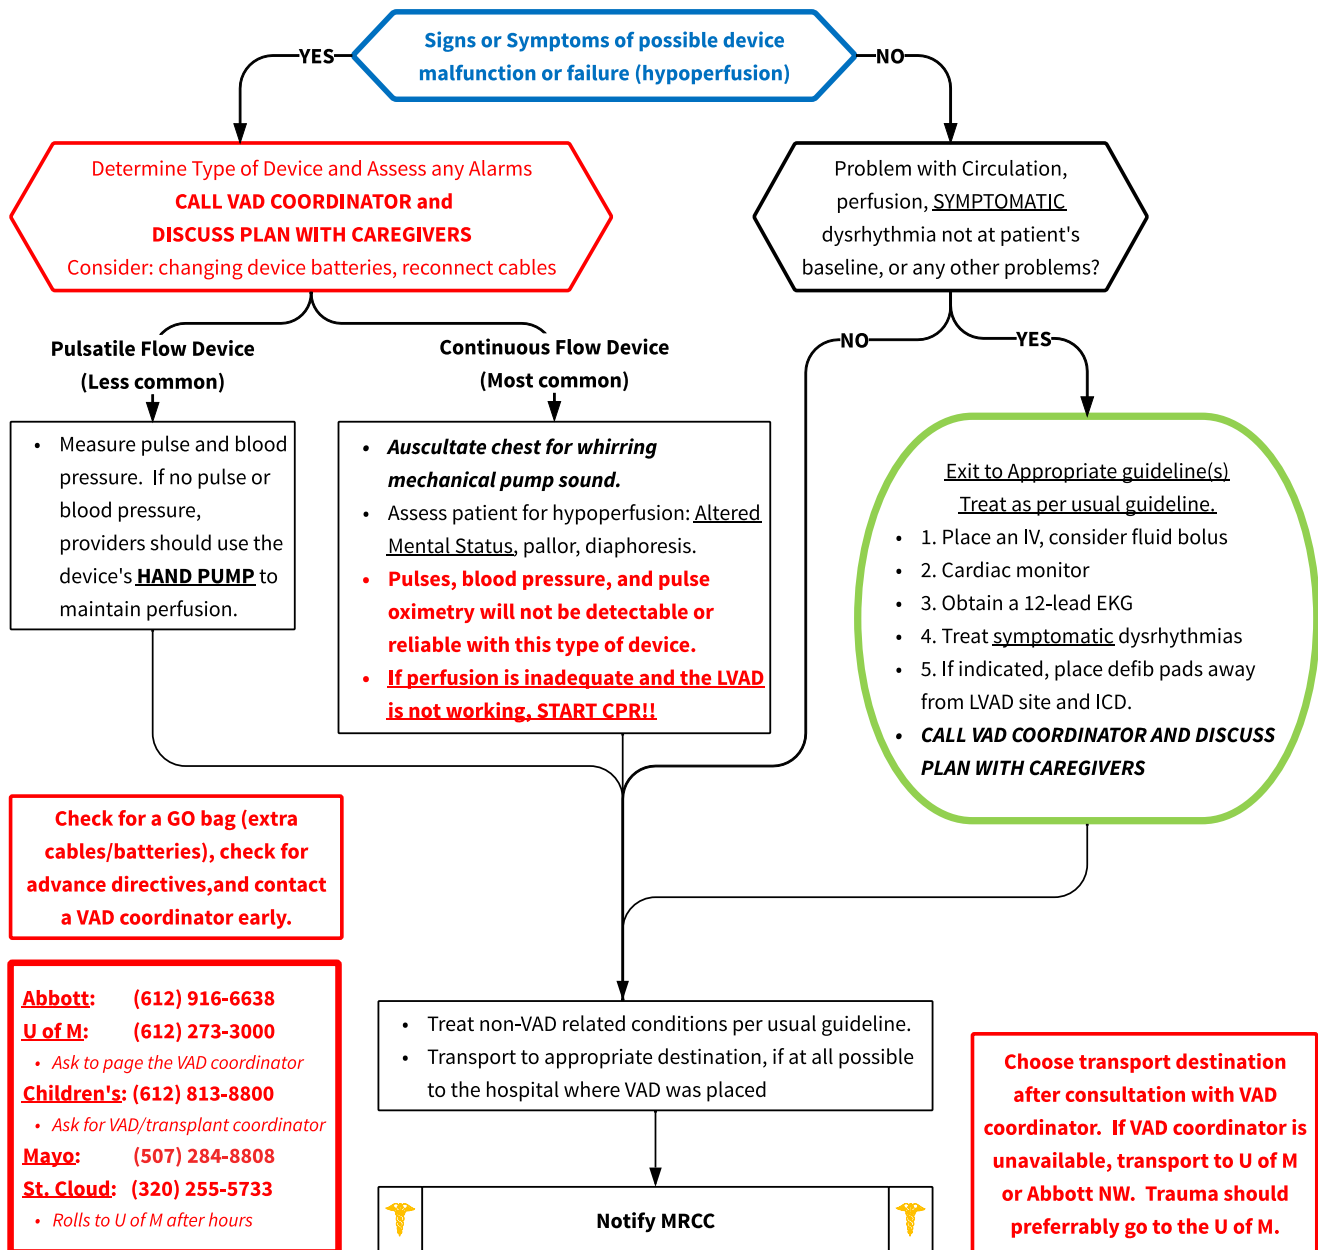 Signs or Symptoms of possible device
malfunction or failure (hypoperfusion)
YES
NO
Determine Type of Device and Assess any Alarms
CALL VAD COORDINATOR and
DISCUSS PLAN WITH CAREGIVERS
Consider: changing device batteries, reconnect cables
Problem with Circulation,
perfusion, SYMPTOMATIC
dysrhythmia not at patient's
baseline, or any other problems?
NO
YES
Pulsatile Flow Device
(Less common)
Continuous Flow Device
(Most common)
• Measure pulse and blood
pressure.  If no pulse or
blood pressure,
providers should use the
device's HAND PUMP to
maintain perfusion.
• Auscultate chest for whirring
mechanical pump sound.
• Assess patient for hypoperfusion: Altered
Mental Status, pallor, diaphoresis.
• Pulses, blood pressure, and pulse
oximetry will not be detectable or
reliable with this type of device.
• If perfusion is inadequate and the LVAD
is not working, START CPR!!
Exit to Appropriate guideline(s)
Treat as per usual guideline.
• 1. Place an IV, consider fluid bolus
• 2. Cardiac monitor
• 3. Obtain a 12-lead EKG
• 4. Treat symptomatic dysrhythmias
• 5. If indicated, place defib pads away
from LVAD site and ICD.
• CALL VAD COORDINATOR AND DISCUSS
PLAN WITH CAREGIVERS
Check for a GO bag (extra
cables/batteries), check for
advance directives,and contact
a VAD coordinator early.
Abbott: (612) 916-6638
U of M: (612) 273-3000
• Ask to page the VAD coordinator
Children's: (612) 813-8800
• Ask for VAD/transplant coordinator
Mayo: (507) 284-8808
St. Cloud: (320) 255-5733
• Rolls to U of M after hours
• Treat non-VAD related conditions per usual guideline.
• Transport to appropriate destination, if at all possible
to the hospital where VAD was placed
Notify MRCC
Choose transport destination
after consultation with VAD
coordinator.  If VAD coordinator is
unavailable, transport to U of M
or Abbott NW.  Trauma should
preferrably go to the U of M.